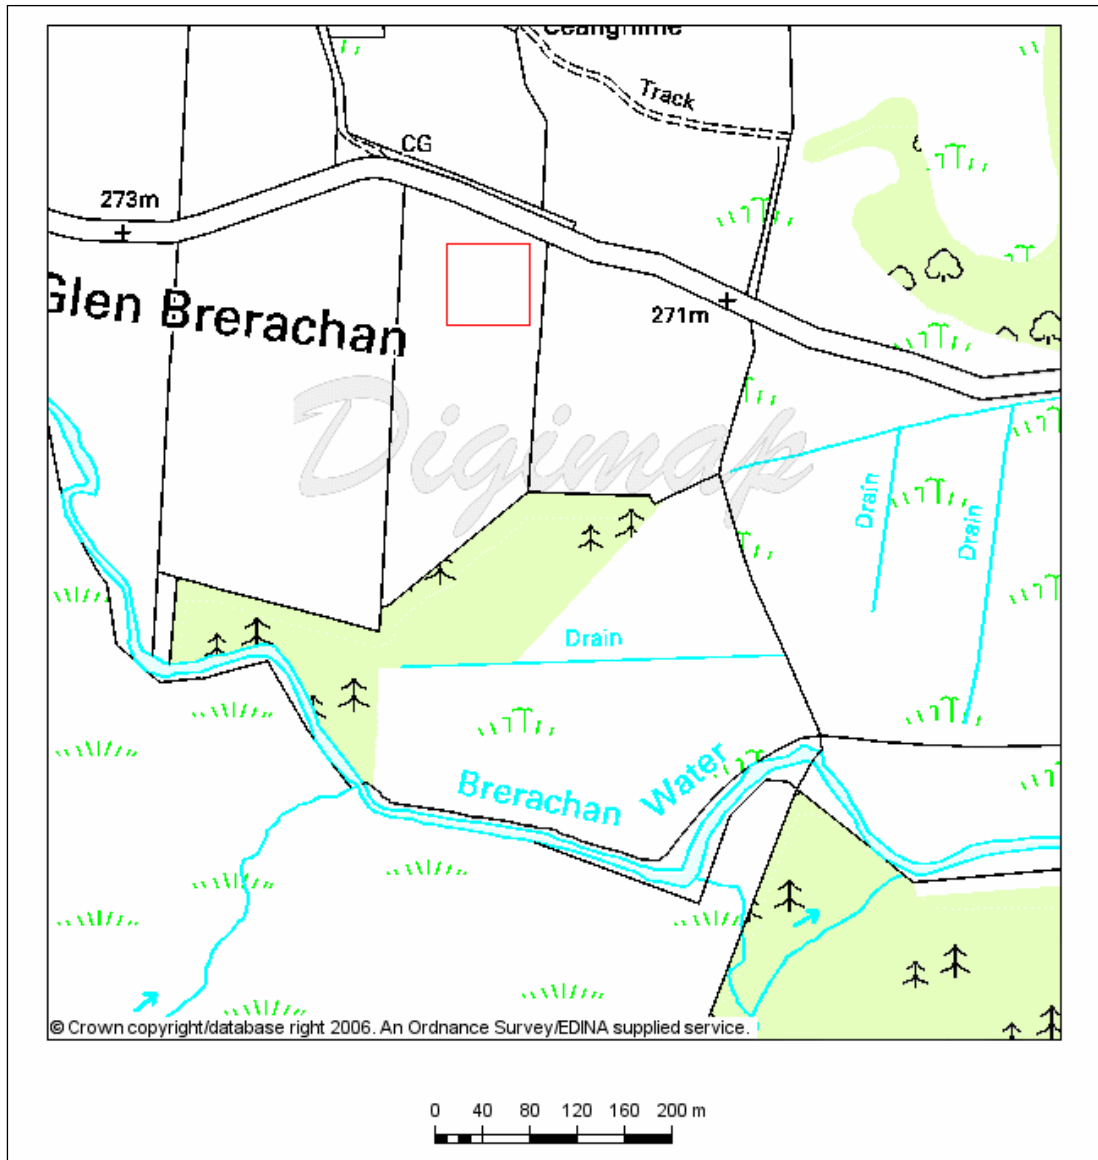 Track
CG
273m
Glen Brerachan
271m
Digimap
Drain
Drain
Drain
Brerachan Water
© Crown copyright/database right 2006. An Ordnance Survey/EDINA supplied service.
0 40 80 120 160 200 m